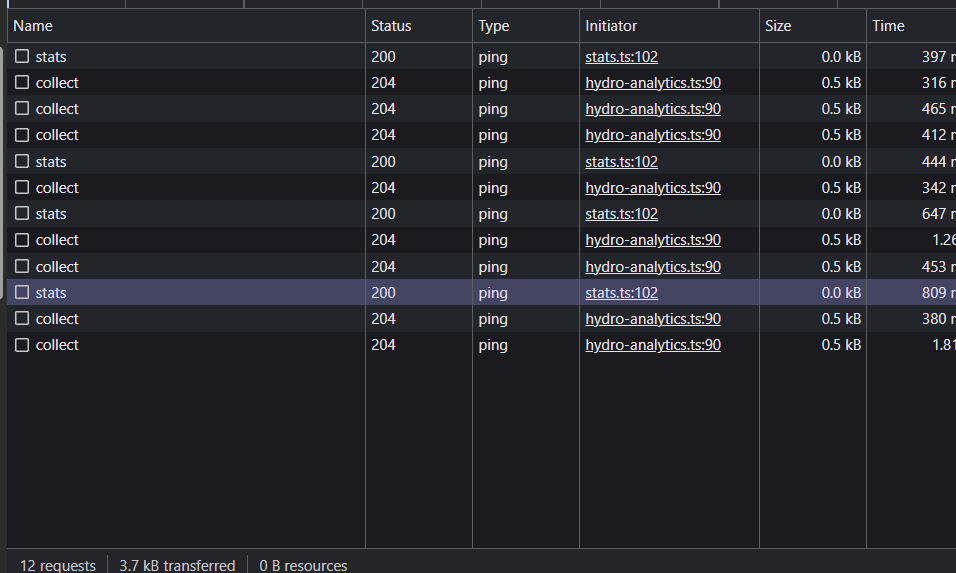 Name Status Type Initiator Size Time
stats 200 ping stats.ts:102 0.0 kB 397
collect 204 ping hydro-analytics.ts:90 0.5 kB 316
collect 204 ping hydro-analytics.ts:90 0.5 kB 465
collect 204 ping hydro-analytics.ts:90 0.5 kB 412
stats 200 ping stats.ts:102 0.0 kB 444
collect 204 ping hydro-analytics.ts:90 0.5 kB 342
stats 200 ping stats.ts:102 0.0 kB 647
collect 204 ping hydro-analytics.ts:90 0.5 kB 1.26
collect 204 ping hydro-analytics.ts:90 0.5 kB 453
stats 200 ping stats.ts:102 0.0 kB 809
collect 204 ping hydro-analytics.ts:90 0.5 kB 380
collect 204 ping hydro-analytics.ts:90 0.5 kB 1.81
12 requests 3.7 kB transferred 0 B resources